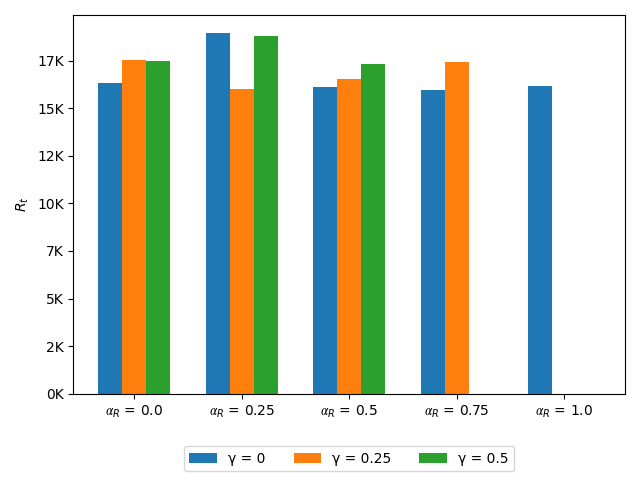 17K
15K
12K
10K
7K
5K
2K
0K
R_t
α_R = 0.0
α_R = 0.25
α_R = 0.5
α_R = 0.75
α_R = 1.0
γ = 0
γ = 0.25
γ = 0.5